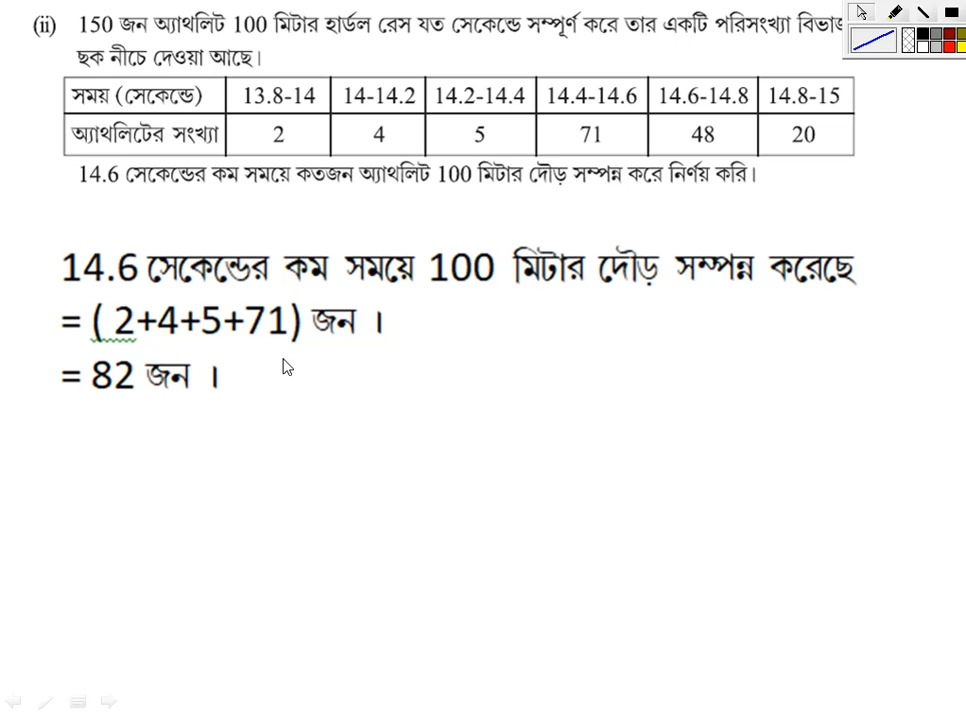 (ii) 150 জন অ্যাথলিট 100 মিটার হার্ডল রেস যত সেকেন্ডে সম্পূর্ণ করে তার একটি পরিসংখ্যা
ছক নীচে দেওয়া আছে।
সময় (সেকেন্ডে) 13.8-14 14-14.2 14.2-14.4 14.4-14.6 14.6-14.8 14.8-15
অ্যাথলিটের সংখ্যা 2 4 5 71 48 20
14.6 সেকেন্ডের কম সময়ে কতজন অ্যাথলিট 100 মিটার দৌড় সম্পন্ন করে নির্ণয় করি।
14.6 সেকেন্ডের কম সময়ে 100 মিটার দৌড় সম্পন্ন করেছে
= ( 2+4+5+71) জন ।
= 82 জন ।